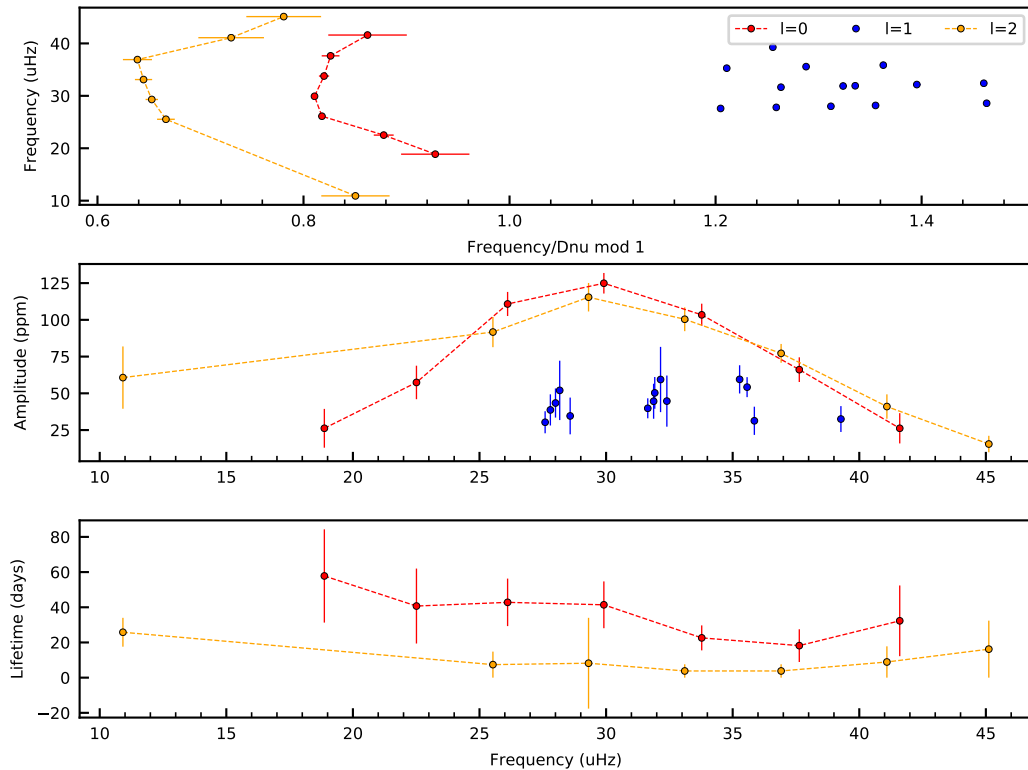 l=0 l=1 l=2
Frequency (uHz)
40
30
20
10
0.6 0.8 1.0 1.2 1.4
Frequency/Dnu mod 1
Amplitude (ppm)
125
100
75
50
25
10 15 20 25 30 35 40 45
Lifetime (days)
80
60
40
20
0
−20
10 15 20 25 30 35 40 45
Frequency (uHz)